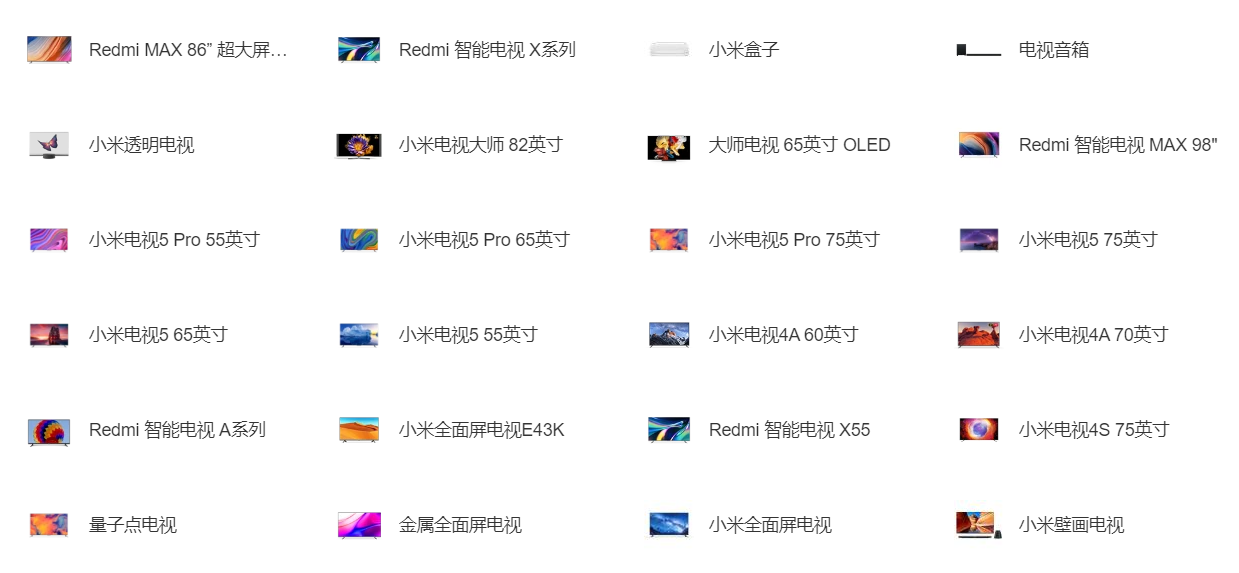 Redmi MAX 86” 超大屏…
Redmi 智能电视 X系列
小米盒子
电视音箱
小米透明电视
小米电视大师 82英寸
大师电视 65英寸 OLED
Redmi 智能电视 MAX 98"
小米电视5 Pro 55英寸
小米电视5 Pro 65英寸
小米电视5 Pro 75英寸
小米电视5 75英寸
小米电视5 65英寸
小米电视5 55英寸
小米电视4A 60英寸
小米电视4A 70英寸
Redmi 智能电视 A系列
小米全面屏电视E43K
Redmi 智能电视 X55
小米电视4S 75英寸
量子点电视
金属全面屏电视
小米全面屏电视
小米壁画电视